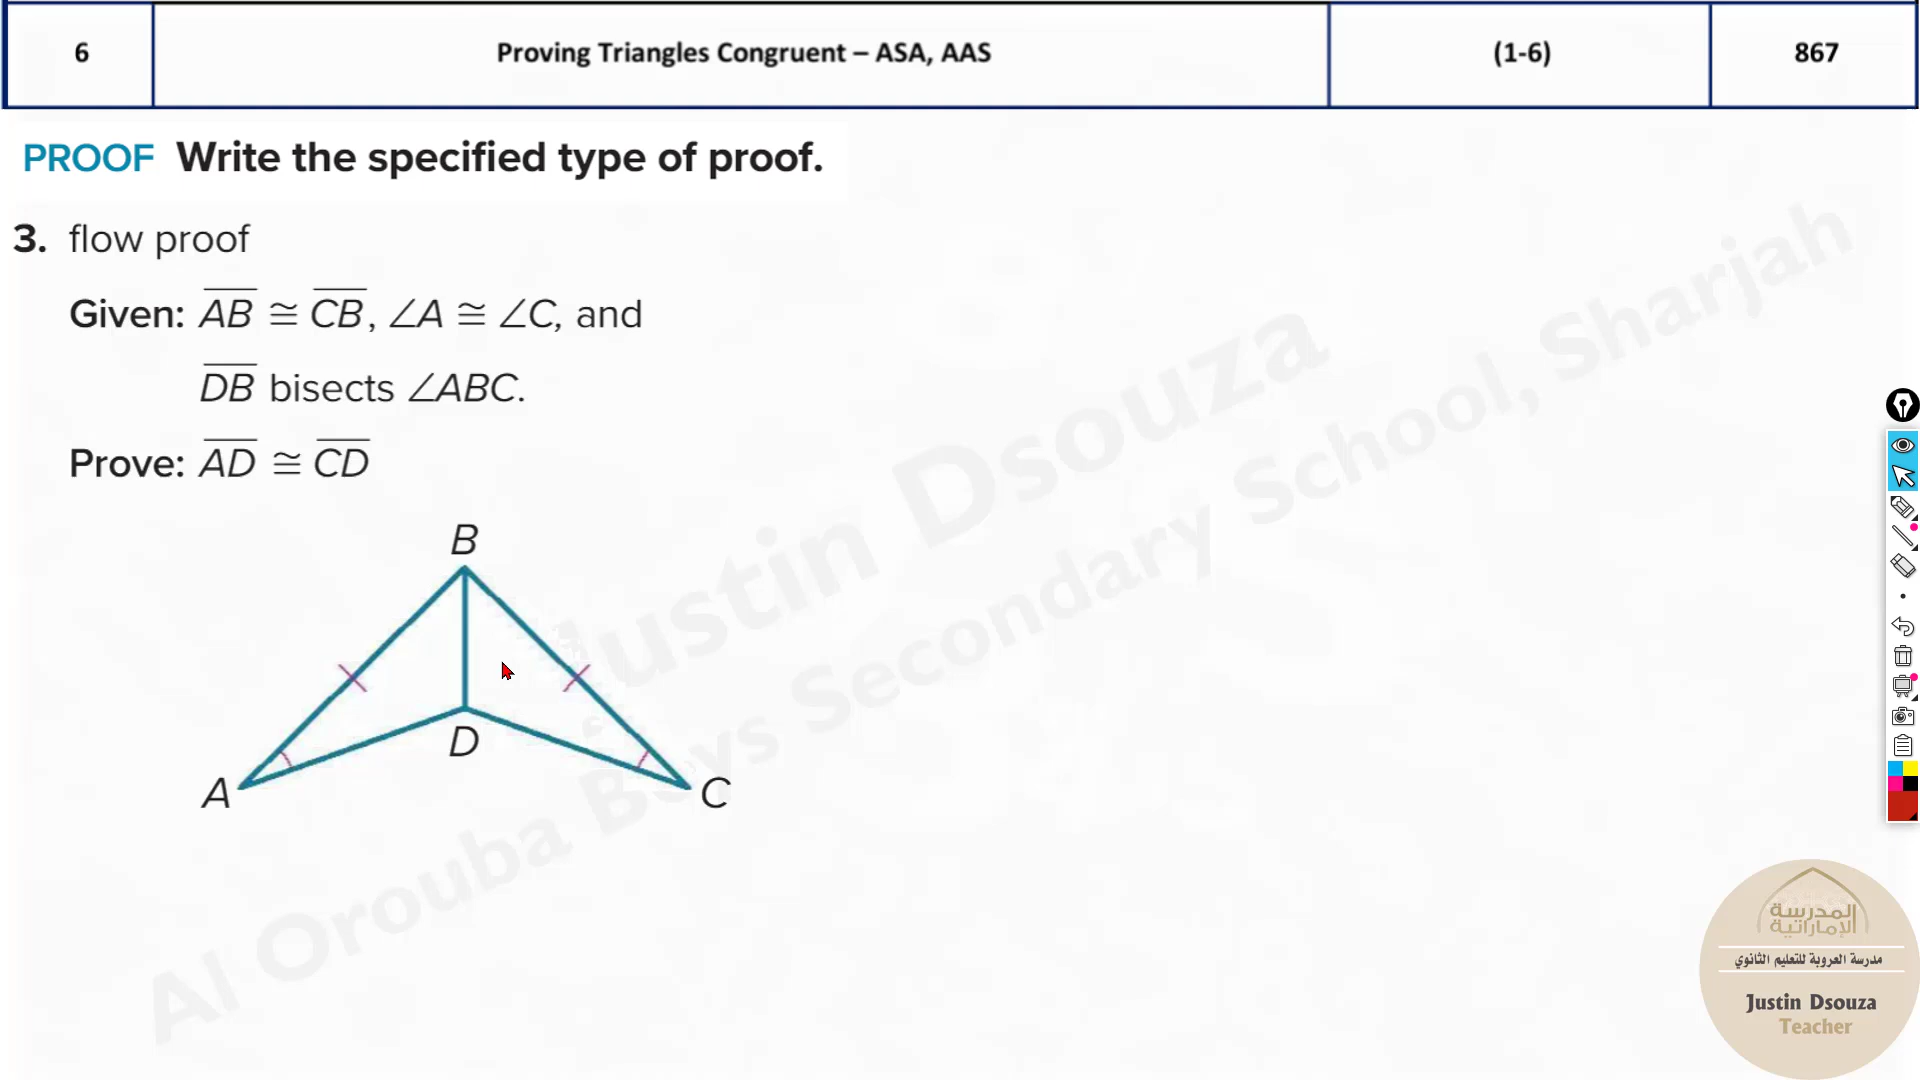 6 Proving Triangles Congruent – ASA, AAS (1-6) 867
PROOF Write the specified type of proof.
3. flow proof
Given: AB ≅ CB, ∠A ≅ ∠C, and
DB bisects ∠ABC.
Prove: AD ≅ CD
B
D
A
C
Justin Dsouza
Al Orouba Boys Secondary School, Sharjah
المدرسة
الإماراتية
مدرسة العروبة للتعليم الثانوي
Justin Dsouza
Teacher